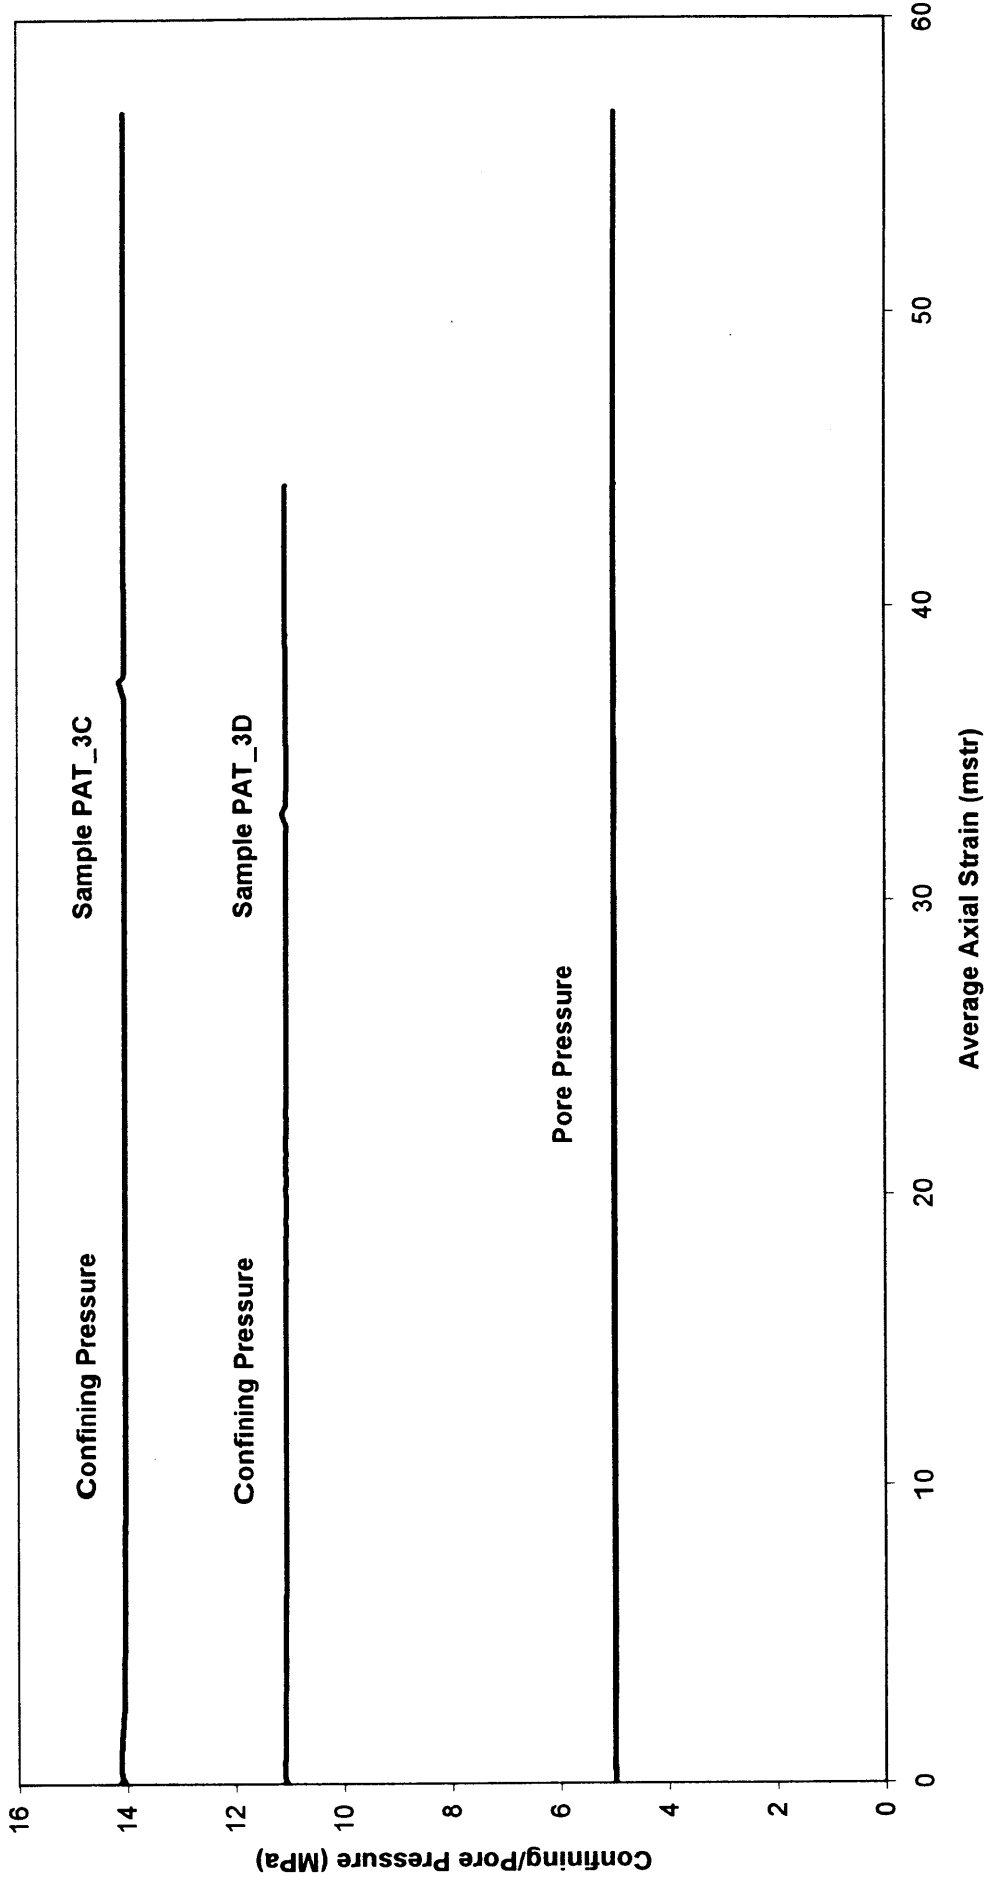 Confining/Pore Pressure (MPa)
16
14
12
10
8
6
4
2
0
Confining Pressure
Sample PAT_3C
Confining Pressure
Sample PAT_3D
Pore Pressure
0
10
20
30
40
50
60
Average Axial Strain (mstr)